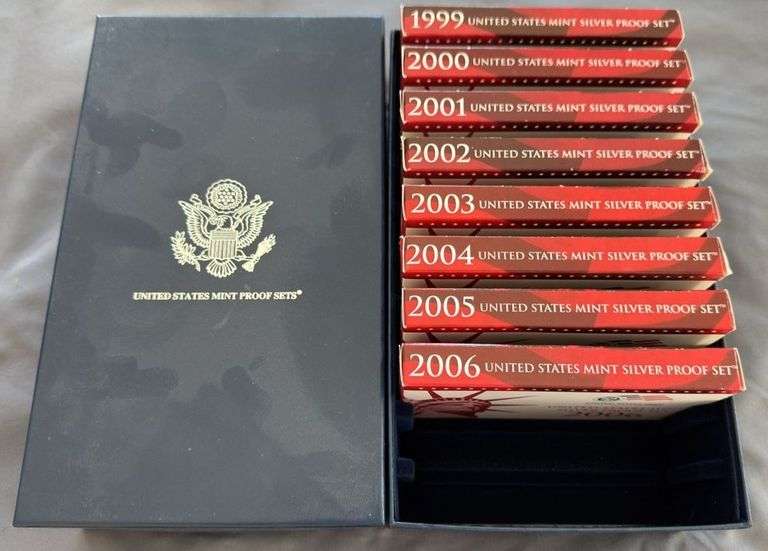 UNITED STATES MINT PROOF SETS®
1999 UNITED STATES MINT SILVER PROOF SET™
2000 UNITED STATES MINT SILVER PROOF SET™
2001 UNITED STATES MINT SILVER PROOF SET™
2002 UNITED STATES MINT SILVER PROOF SET™
2003 UNITED STATES MINT SILVER PROOF SET™
2004 UNITED STATES MINT SILVER PROOF SET™
2005 UNITED STATES MINT SILVER PROOF SET™
2006 UNITED STATES MINT SILVER PROOF SET™
2006